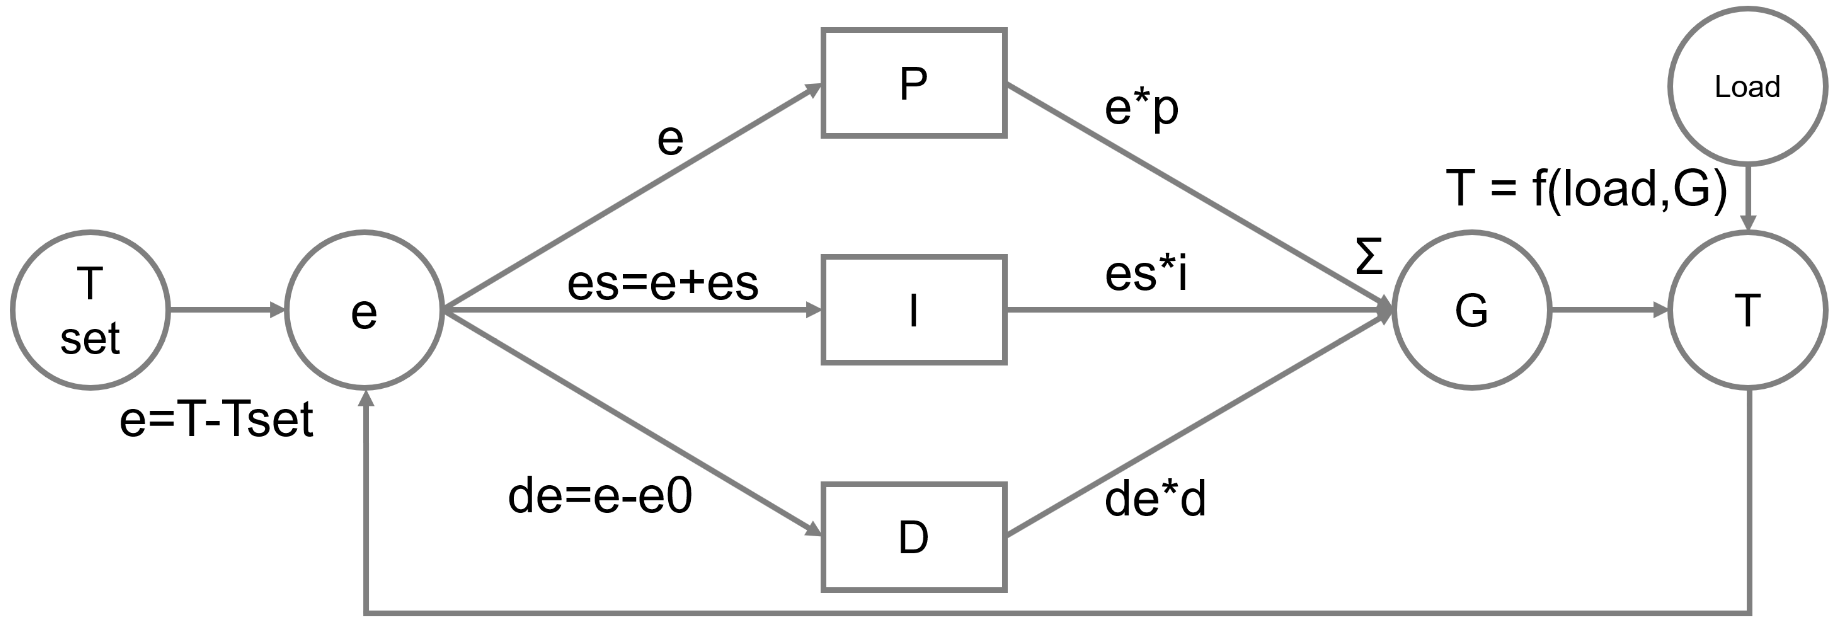 P
e*p
Load
e
T = f(load,G)
T
set
e
es=e+es
I
es*i
Σ
G
T
e=T-Tset
de=e-e0
D
de*d